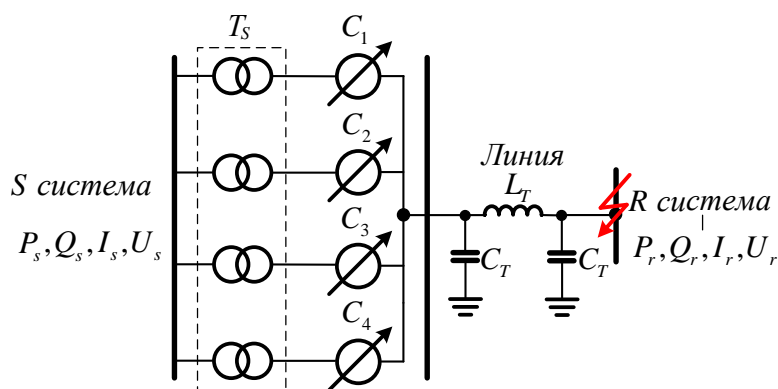 T_S
C_1
C_2
C_3
C_4
S система
P_s, Q_s, I_s, U_s
Линия
L_T
C_T
C_T
R система
P_r, Q_r, I_r, U_r